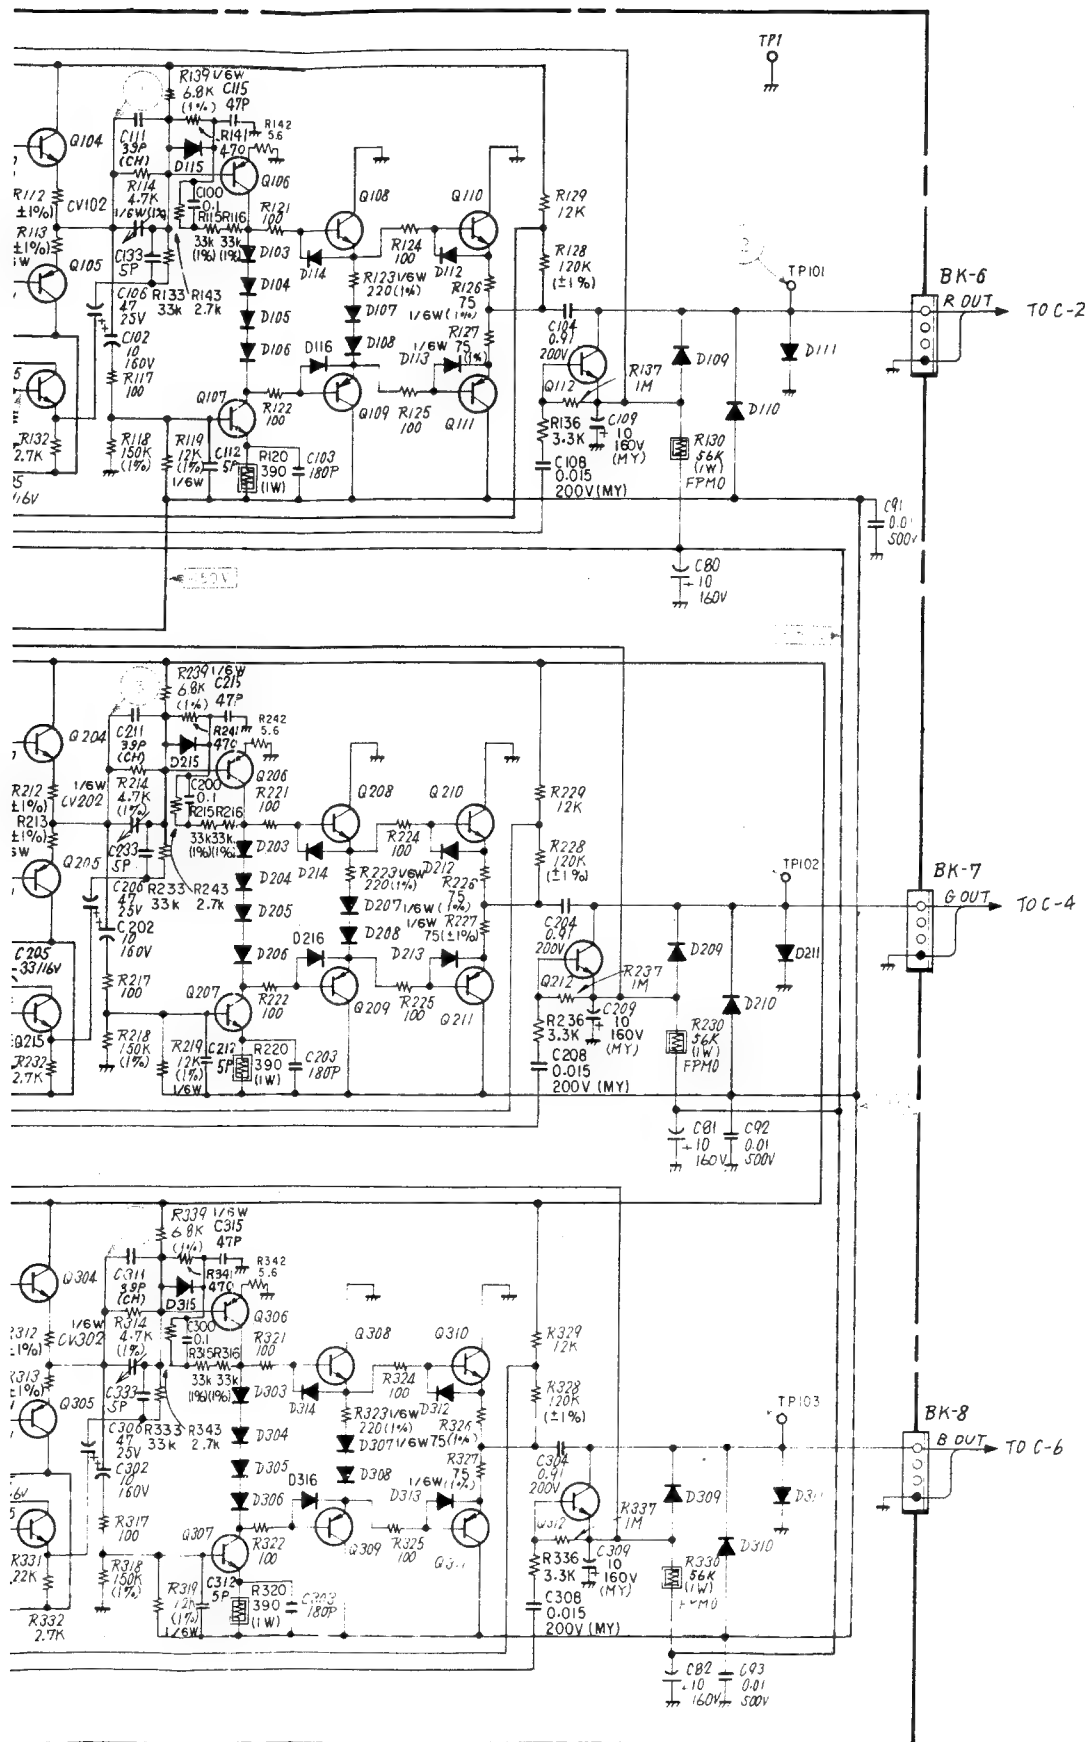 TP1
R139 1/6W
6.8K
(1%)
C115
47P
R142
5.6
R141
470
C111
39P
(CH)
D115
Q104
Q106
Q108
Q110
R114
4.7K
1/6W(1%)
CV102
R112
±1%)
R113
±1%)
Q105
C100
0.1
R115 R116
33k 33k
(1%) (1%)
R121
100
D103
D104
D105
D106
D114
R124
100
D112
R123 1/6W
220(1%)
R126
75
1/6W(1%)
R127
1/6W
75
(1%)
D107
D108
D116
D113
R129
12K
R128
120K
(±1%)
TP101
BK-6
R OUT
TO C-2
C133
5P
C106
47
25V
R133
33k
R143
2.7k
C102
10
160V
R117
100
Q107
R122
100
Q109
R125
100
Q111
C104
0.91
200V
Q112
R137
1M
D109
D110
D111
R136
3.3K
C109
10
160V
(MY)
R130
56K
(1W)
FPMO
C108
0.015
200V(MY)
R132
2.7K
R118
150K
(1%)
R119
12K
(1%)
1/6W
C112
5P
R120
390
(1W)
C103
180P
C91
0.01
500V
C80
10
160V
R239 1/6W
6.8K
(1%)
C215
47P
R242
5.6
R241
470
C211
39P
(CH)
D215
Q204
Q206
Q208
Q210
1/6W
R214
4.7K
(1%)
CV202
R212
±1%)
R213
±1%)
Q205
C200
0.1
R215 R216
33k 33k
(1%)(1%)
R221
100
D203
D204
D205
D206
D214
R224
100
D212
R223 1/6W
220(1%)
R226
75
1/6W(1%)
R227
1/6W
75(±1%)
D207
D208
D216
D213
R229
12K
R228
120K
(±1%)
TP102
BK-7
G OUT
TO C-4
C233
5P
C206
47
25V
R233
33k
R243
2.7k
C202
10
160V
C205
33/16V
R217
100
Q207
R222
100
Q209
R225
100
Q211
C204
0.91
200V
Q212
R237
1M
D209
D210
D211
R236
3.3K
C209
10
160V
(MY)
R230
56K
(1W)
FPMO
C208
0.015
200V(MY)
Q215
R232
2.7K
R218
150K
(1%)
R219
12K
(1%)
1/6W
C212
5P
R220
390
(1W)
C203
180P
C81
10
160V
C92
0.01
500V
R339 1/6W
6.8K
(1%)
C315
47P
R342
5.6
R341
470
C311
39P
(CH)
D315
Q304
Q306
Q308
Q310
1/6W
R314
4.7K
(1%)
CV302
R312
±1%)
R313
±1%)
Q305
C300
0.1
R315 R316
33k 33k
(1%)(1%)
R321
100
D303
D304
D305
D306
D314
R324
100
D312
R323 1/6W
220(1%)
R326
1/6W 75(1%)
R327
75
1/6W(1%)
D307
D308
D316
D313
R329
12K
R328
120K
(±1%)
TP103
BK-8
B OUT
TO C-6
C333
5P
C306
47
25V
R333
33k
R343
2.7k
C302
10
160V
R317
100
Q307
R322
100
Q309
R325
100
C304
0.91
200V
Q312
R337
1M
D309
D310
R336
3.3K
C309
10
160V
(MY)
R330
56K
(1W)
C308
0.015
200V(MY)
R331
22K
R332
2.7K
R318
150K
(1%)
R319
12K
(1%)
1/6W
C312
5P
R320
390
(1W)
C303
180P
C82
10
160V
C93
0.01
500V